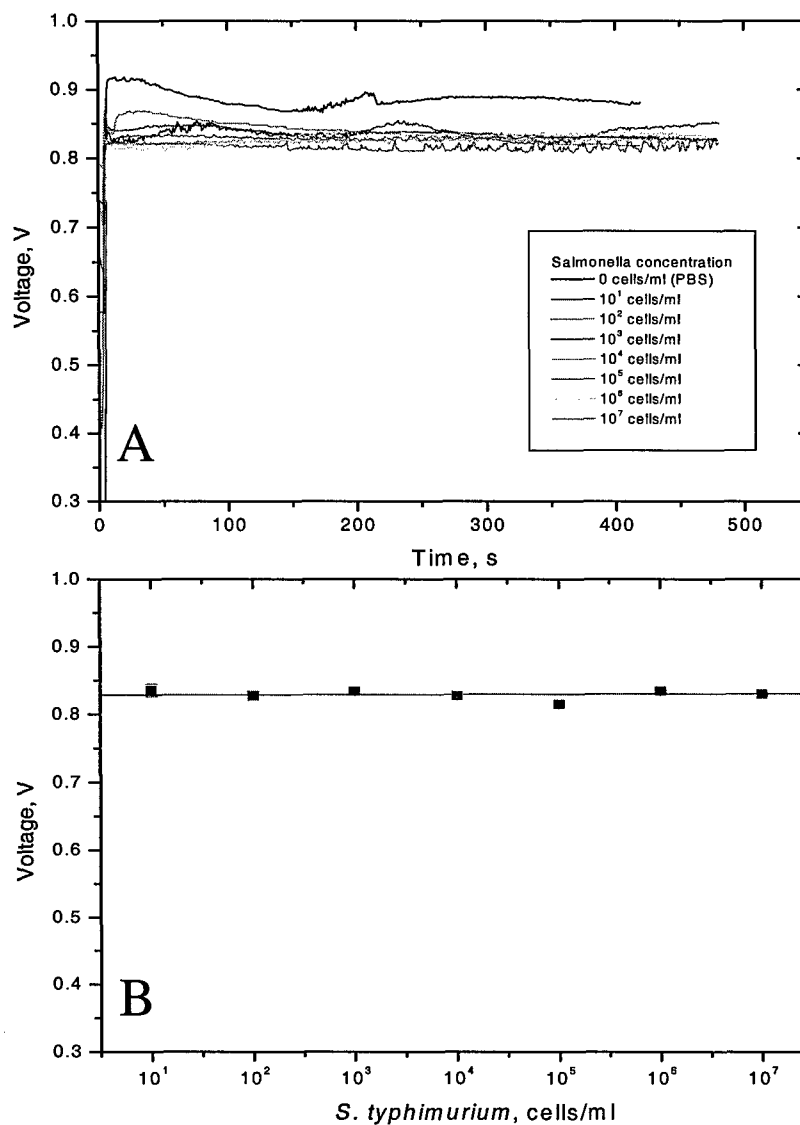 1.0
0.9
0.8
0.7
0.6
0.5
0.4
0.3
Voltage, V
Salmonella concentration
0 cells/ml (PBS)
10¹ cells/ml
10² cells/ml
10³ cells/ml
10⁴ cells/ml
10⁵ cells/ml
10⁶ cells/ml
10⁷ cells/ml
A
0 100 200 300 400 500
Time, s
1.0
0.9
0.8
0.7
0.6
0.5
0.4
0.3
Voltage, V
B
10¹ 10² 10³ 10⁴ 10⁵ 10⁶ 10⁷
S. typhimurium, cells/ml